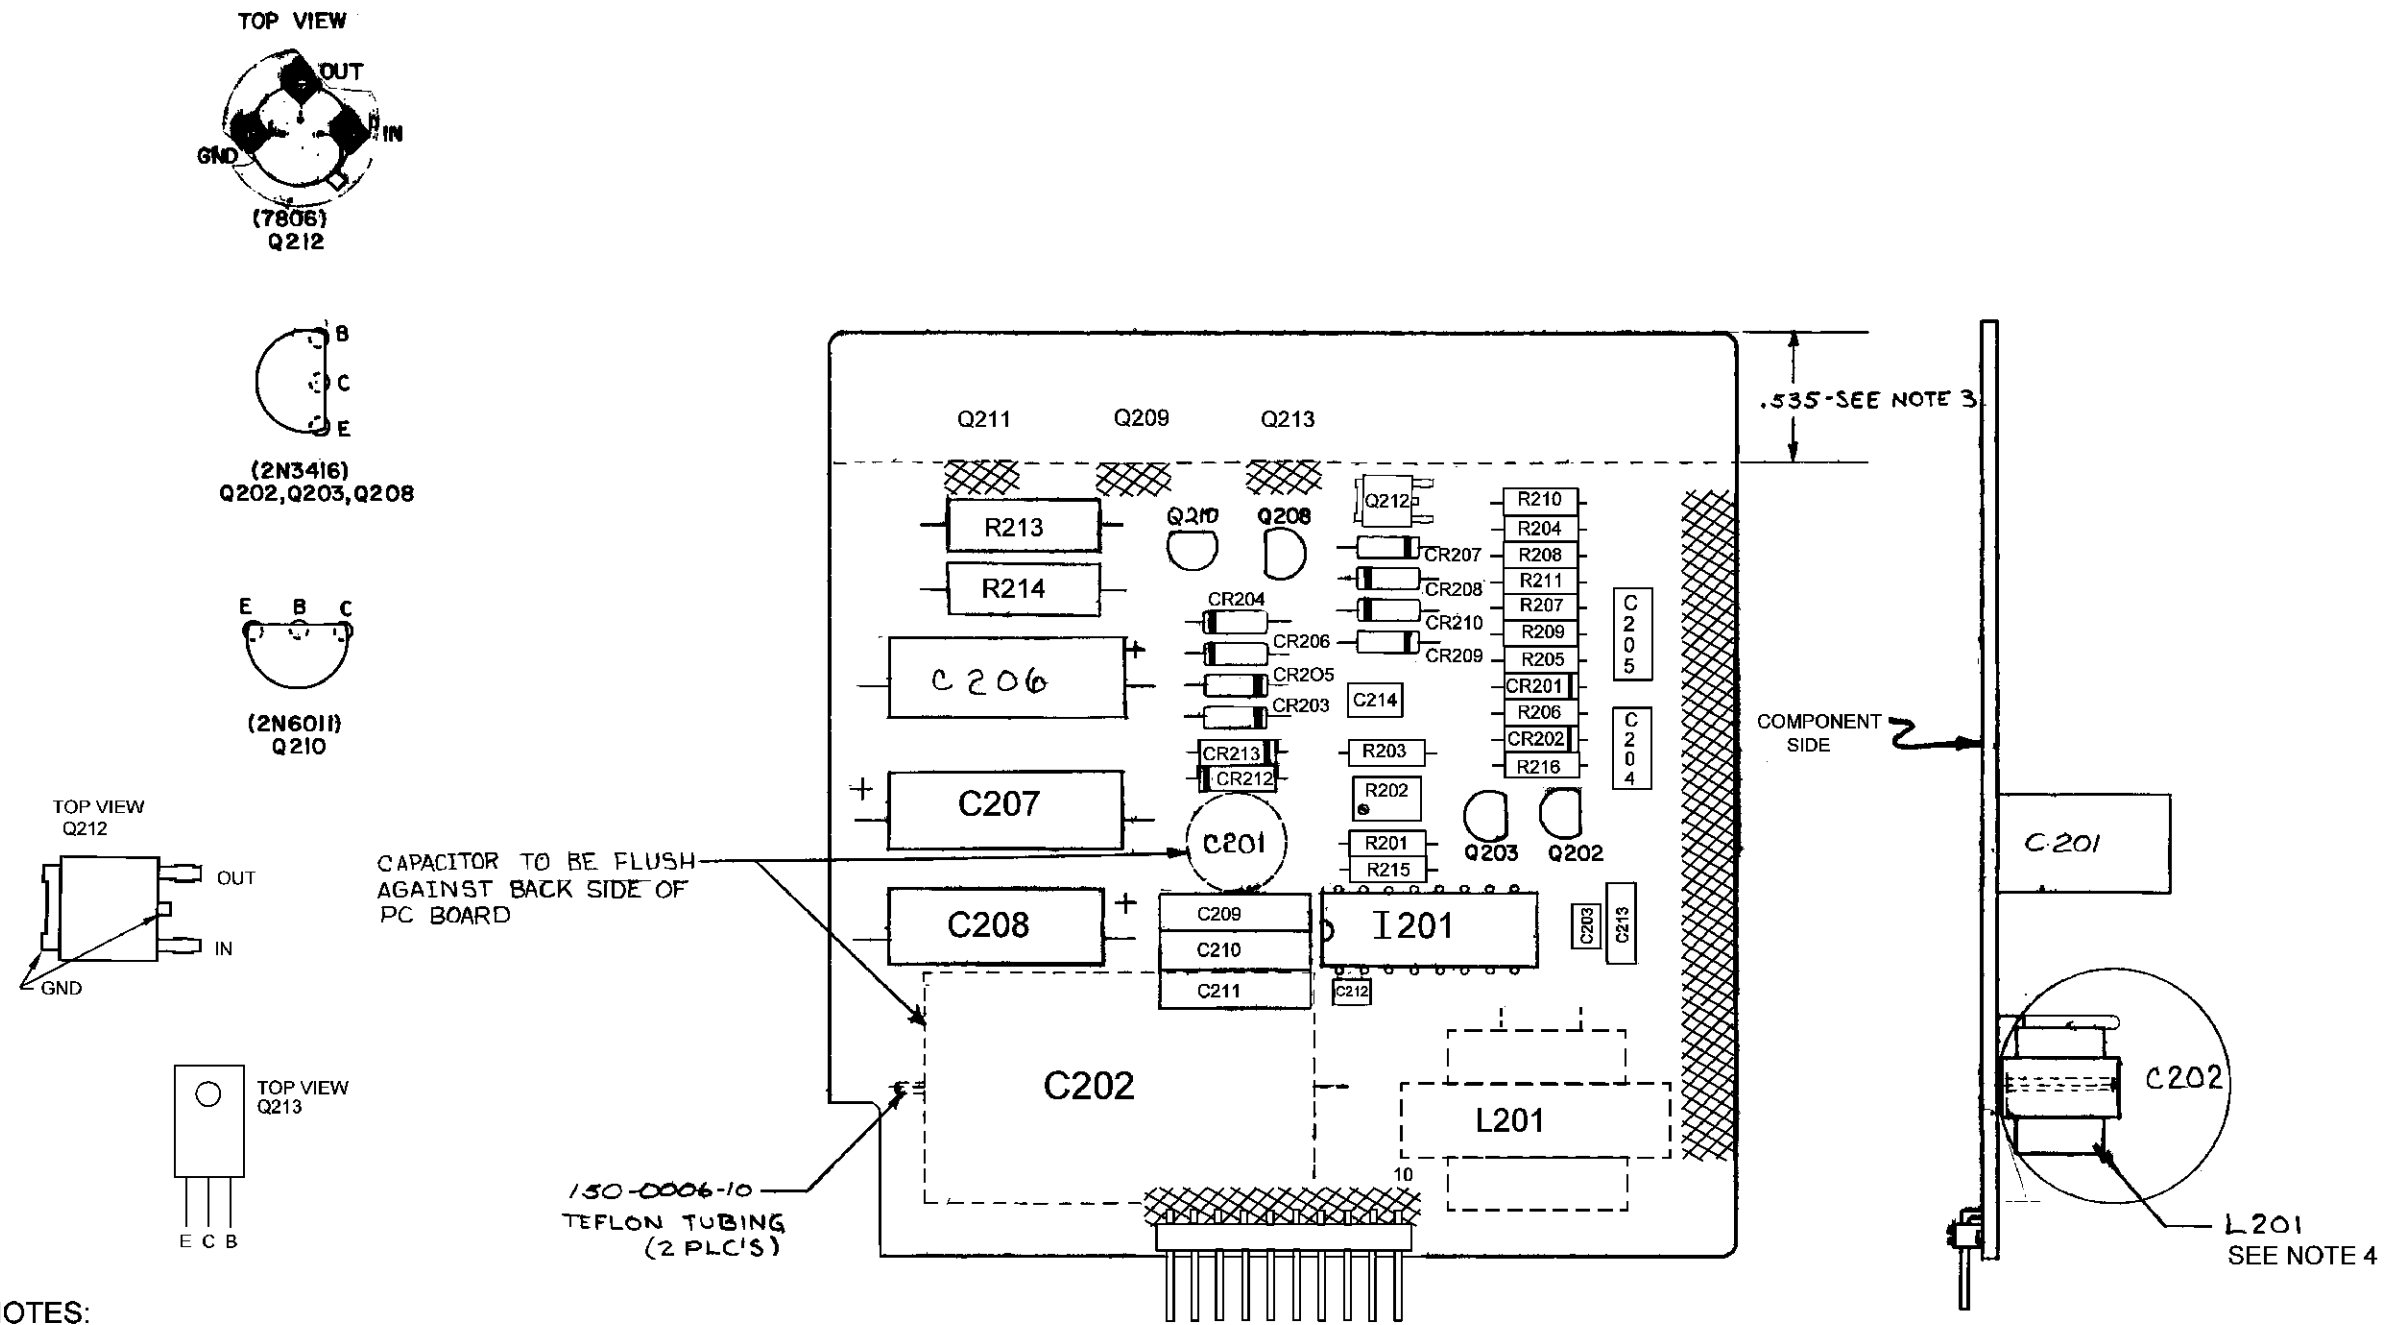 TOP VIEW
OUT
IN
GND
(7806)
Q212
B
C
E
(2N3416)
Q202,Q203,Q208
E B C
(2N6011)
Q210
TOP VIEW
Q212
OUT
IN
GND
TOP VIEW
Q213
E C B
CAPACITOR TO BE FLUSH
AGAINST BACK SIDE OF
PC BOARD
150-0006-10
TEFLON TUBING
(2 PLC'S)
Q211 Q209 Q213
R213
R214
C206
+
+
C207
C208
+
C202
Q210 Q208
CR204
CR206
CR205
CR203
CR213
CR212
C201
C209
C210
C211
Q212
CR207
CR208
CR210
CR209
C214
R203
R202
R201
R215
I201
C212
R210
R204
R208
R211
R207
R209
R205
CR201
R206
CR202
R216
Q203 Q202
C205
C204
C203
C213
L201
10
.535-SEE NOTE 3
COMPONENT
SIDE
C201
C202
L201
SEE NOTE 4
OTES: